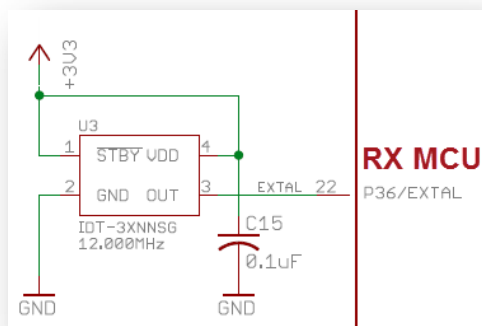 +3V3
U3
1 STBY VDD 4
2 GND OUT 3 EXTAL 22
RX MCU
P36/EXTAL
IDT-3XNNSG
12.000MHz
C15
0.1uF
GND GND